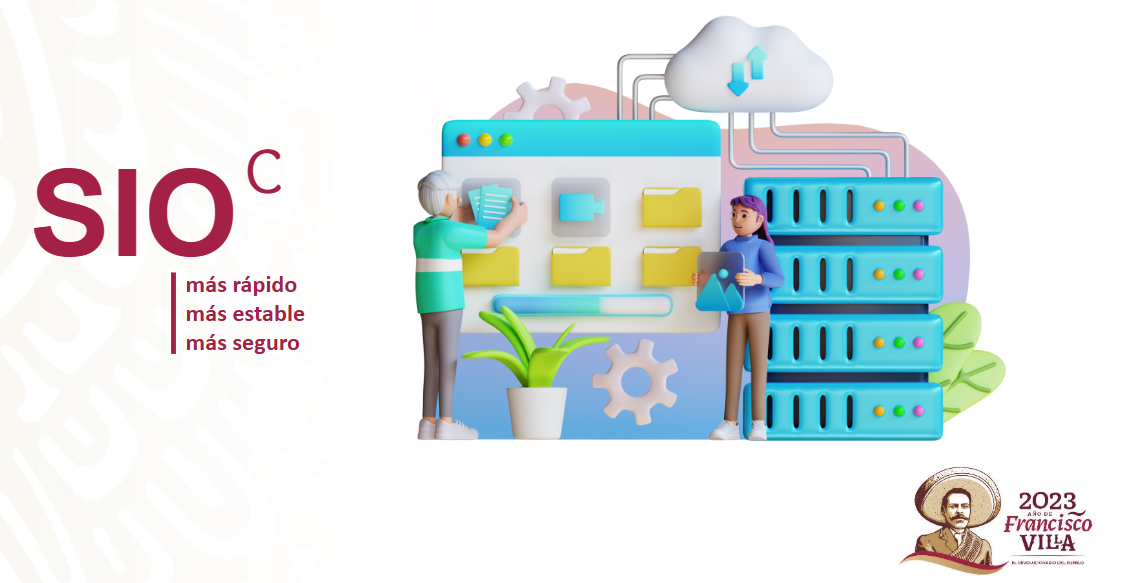 SIO C
más rápido
más estable
más seguro
2023
AÑO DE
Francisco
VILLA
EL REVOLUCIONARIO DEL PUEBLO